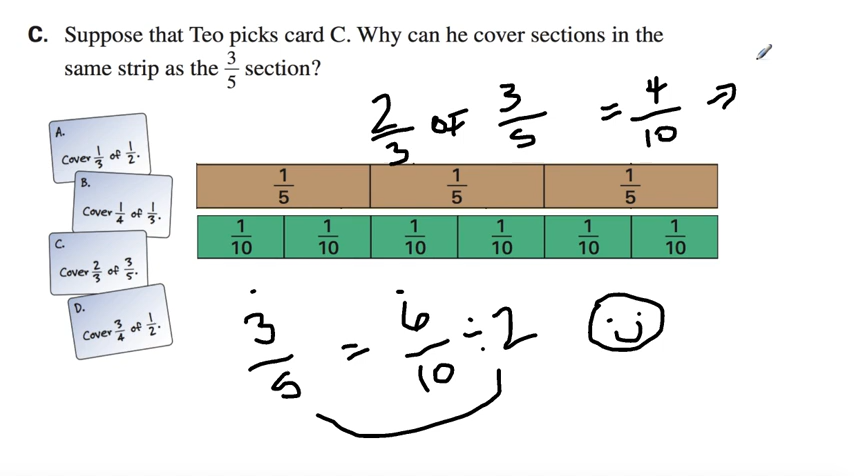 C. Suppose that Teo picks card C. Why can he cover sections in the
same strip as the 3/5 section?
2/3 of 3/5 = 4/10 →
A.
Cover 1/3 of 1/2.
B.
Cover 1/4 of 1/3.
C.
Cover 2/3 of 3/5.
D.
Cover 3/4 of 1/2.
1/5 1/5 1/5
1/10 1/10 1/10 1/10 1/10 1/10
3/5 = 6/10 ÷ 2